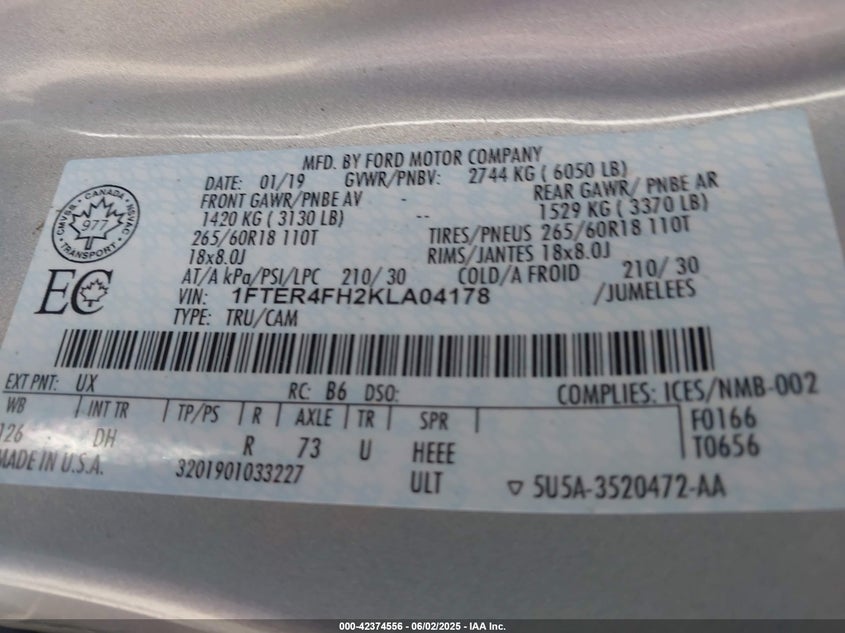 MFD. BY FORD MOTOR COMPANY
DATE: 01/19 GVWR/PNBV: 2744 KG ( 6050 LB)
FRONT GAWR/PNBE AV REAR GAWR/ PNBE AR
1420 KG ( 3130 LB) -- 1529 KG ( 3370 LB)
265/60R18 110T TIRES/PNEUS 265/60R18 110T
18x8.0J RIMS/JANTES 18x8.0J
AT/A kPa/PSI/LPC 210/ 30 COLD/A FROID 210/ 30
VIN: 1FTER4FH2KLA04178 /JUMELEES
TYPE: TRU/CAM
CANADA
CMVSS NSVAC
977
TRANSPORT
EC
EXT PNT: UX RC: B6 DSO: COMPLIES: ICES/NMB-002
WB INT TR TP/PS R AXLE TR SPR F0166
126 DH R 73 U HEEE T0656
MADE IN U.S.A. 3201901033227 ULT ▽ 5U5A-3520472-AA
000-42374556 | 06/02/2025 - IAA Inc.